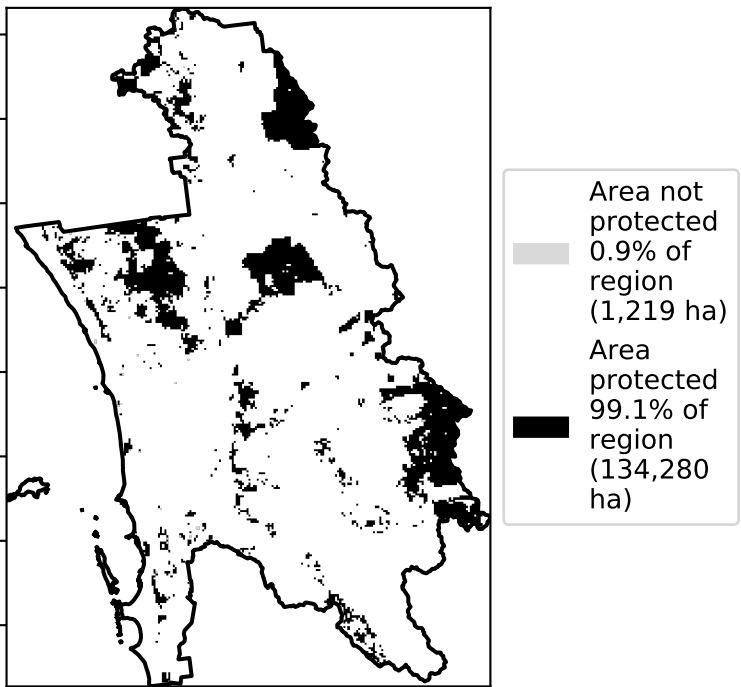 Area not
protected
0.9% of
region
(1,219 ha)
Area
protected
99.1% of
region
(134,280
ha)